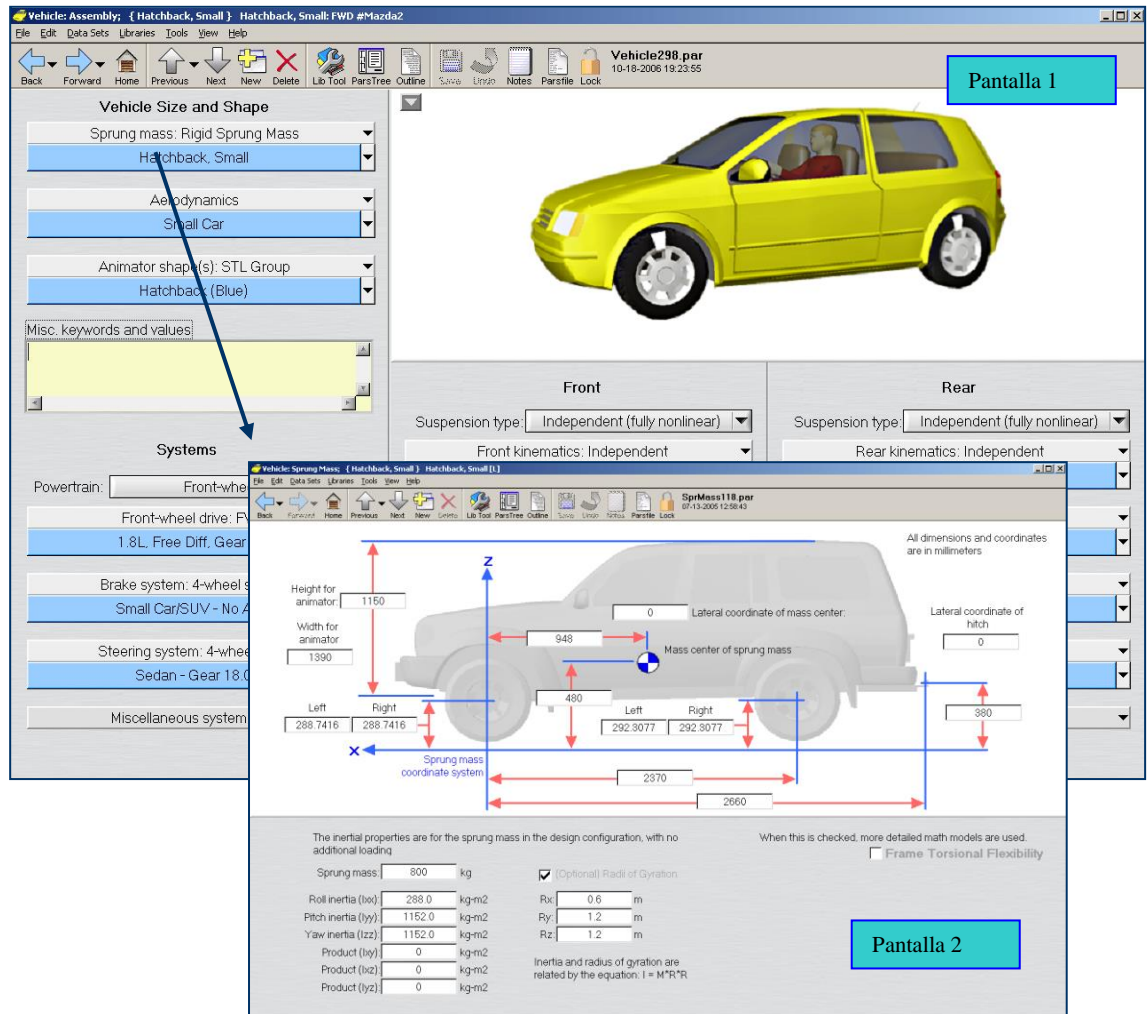 Vehicle: Assembly; { Hatchback, Small } Hatchback, Small: FWD #Mazda2
File Edit Data Sets Libraries Tools View Help
Back Forward Home Previous Next New Delete Lib Tool ParsTree Outline Save Undo Notes Parsfile Lock
Vehicle298.par
10-18-2006 19:23:55
Pantalla 1
Vehicle Size and Shape
Sprung mass: Rigid Sprung Mass
Hatchback, Small
Aerodynamics
Small Car
Animator shape(s): STL Group
Hatchback (Blue)
Misc. keywords and values
Front
Rear
Suspension type: Independent (fully nonlinear)
Suspension type: Independent (fully nonlinear)
Front kinematics: Independent
Rear kinematics: Independent
Systems
Powertrain: Front-whe
Front-wheel drive: F
1.8L, Free Diff, Gear
Brake system: 4-wheel s
Small Car/SUV - No A
Steering system: 4-whe
Sedan - Gear 18.0
Miscellaneous system
Vehicle: Sprung Mass; { Hatchback, Small } Hatchback, Small [L]
File Edit Data Sets Libraries Tools View Help
Back Forward Home Previous Next New Delete Lib Tool ParsTree Outline Save Undo Notes Parsfile Lock
SprMass118.par
07-13-2005 12:58:43
All dimensions and coordinates
are in millimeters
Z
Height for
animator: 1150
Width for
animator
1390
0 Lateral coordinate of mass center:
Lateral coordinate of
hitch
0
948
Mass center of sprung mass
480
Left Right
288.7416 288.7416
Left Right
292.3077 292.3077
380
X
Sprung mass
coordinate system
2370
2660
The inertial properties are for the sprung mass in the design configuration, with no
additional loading
When this is checked, more detailed math models are used.
Frame Torsional Flexibility
Sprung mass: 800 kg
(Optional) Radii of Gyration
Roll inertia (Ixx): 288.0 kg-m2
Rx: 0.6 m
Pitch inertia (Iyy): 1152.0 kg-m2
Ry: 1.2 m
Yaw inertia (Izz): 1152.0 kg-m2
Rz: 1.2 m
Product (Ixy): 0 kg-m2
Product (Ixz): 0 kg-m2
Product (Iyz): 0 kg-m2
Inertia and radius of gyration are
related by the equation: I = M*R*R
Pantalla 2